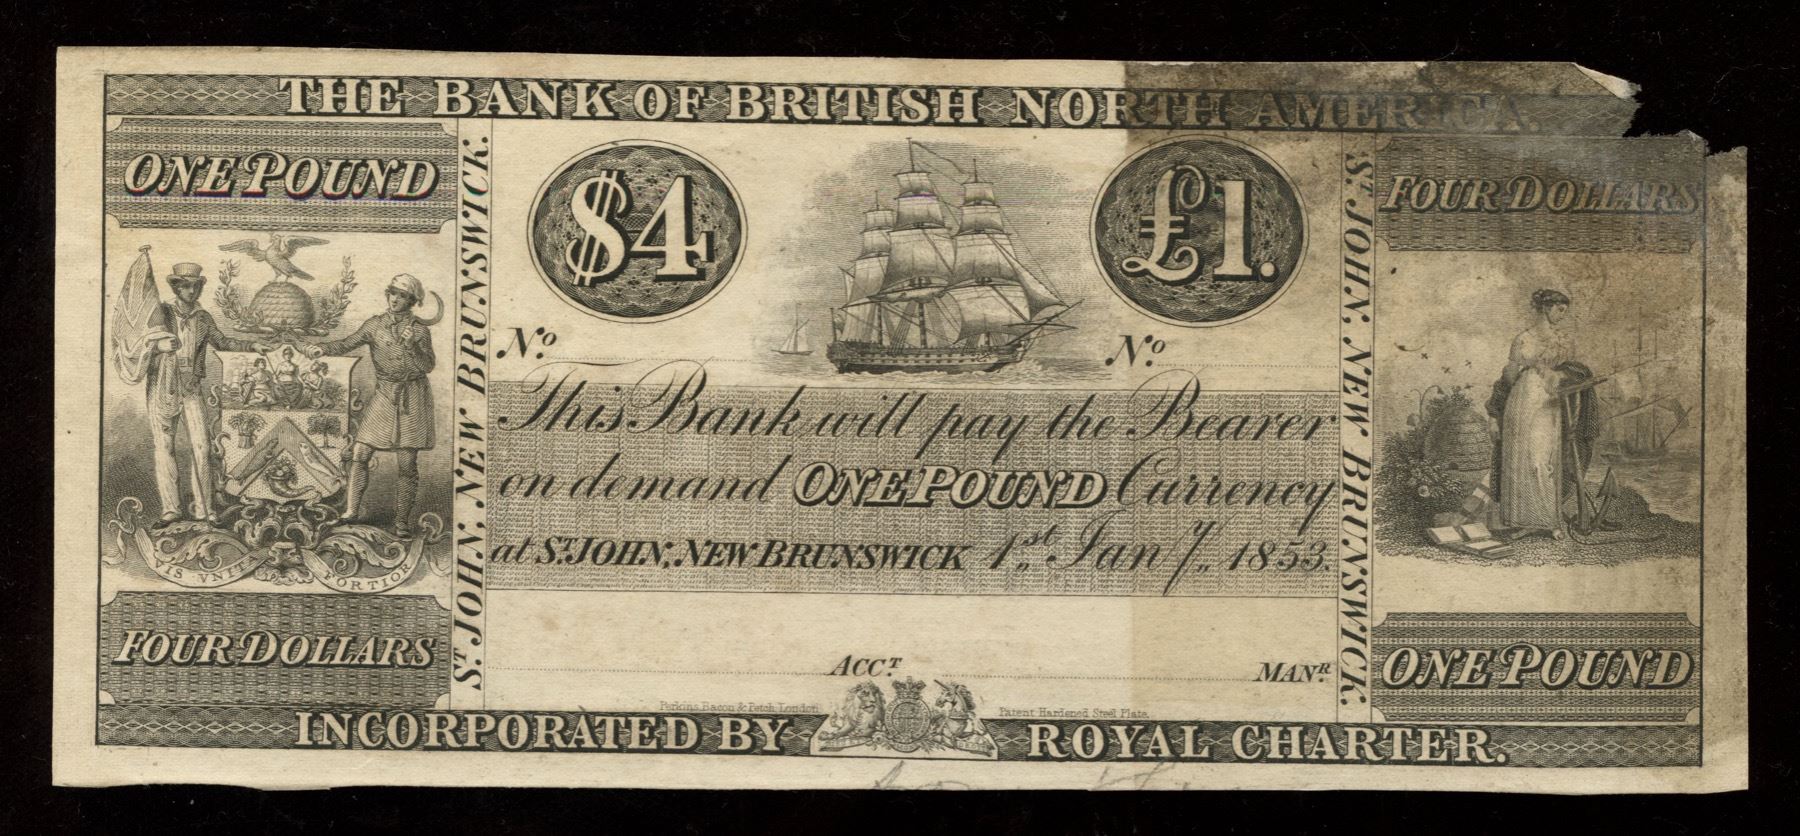 THE BANK OF BRITISH NORTH AMERICA.
ONE POUND
$4
£1.
FOUR DOLLARS
ST. JOHN, NEW BRUNSWICK.
ST. JOHN, NEW BRUNSWICK.
No.
No.
This Bank will pay the Bearer
on demand ONE POUND Currency
at ST. JOHN, NEW BRUNSWICK 1st Jany. 1853.
VIS UNITA FORTIOR
FOUR DOLLARS
ACCT.
MANR.
ONE POUND
Perkins, Bacon & Petch, London.
Patent Hardened Steel Plate.
INCORPORATED BY ROYAL CHARTER.